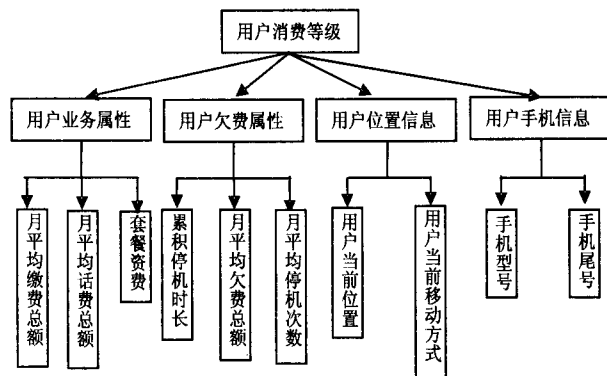 用户消费等级
用户业务属性
用户欠费属性
用户位置信息
用户手机信息
月平均缴费总额
月平均话费总额
套餐资费
累积停机时长
月平均欠费总额
月平均停机次数
用户当前位置
用户当前移动方式
手机型号
手机尾号